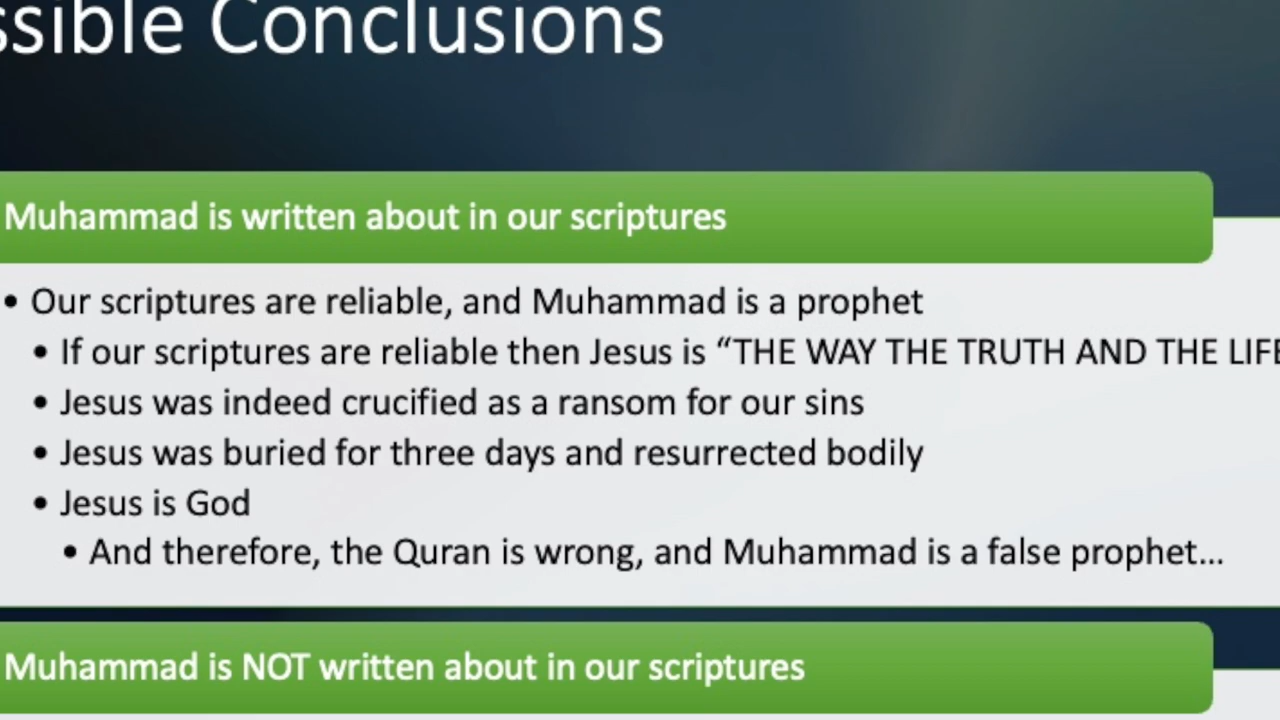 ssible Conclusions
Muhammad is written about in our scriptures
• Our scriptures are reliable, and Muhammad is a prophet
• If our scriptures are reliable then Jesus is “THE WAY THE TRUTH AND THE LIFE
• Jesus was indeed crucified as a ransom for our sins
• Jesus was buried for three days and resurrected bodily
• Jesus is God
• And therefore, the Quran is wrong, and Muhammad is a false prophet...
Muhammad is NOT written about in our scriptures